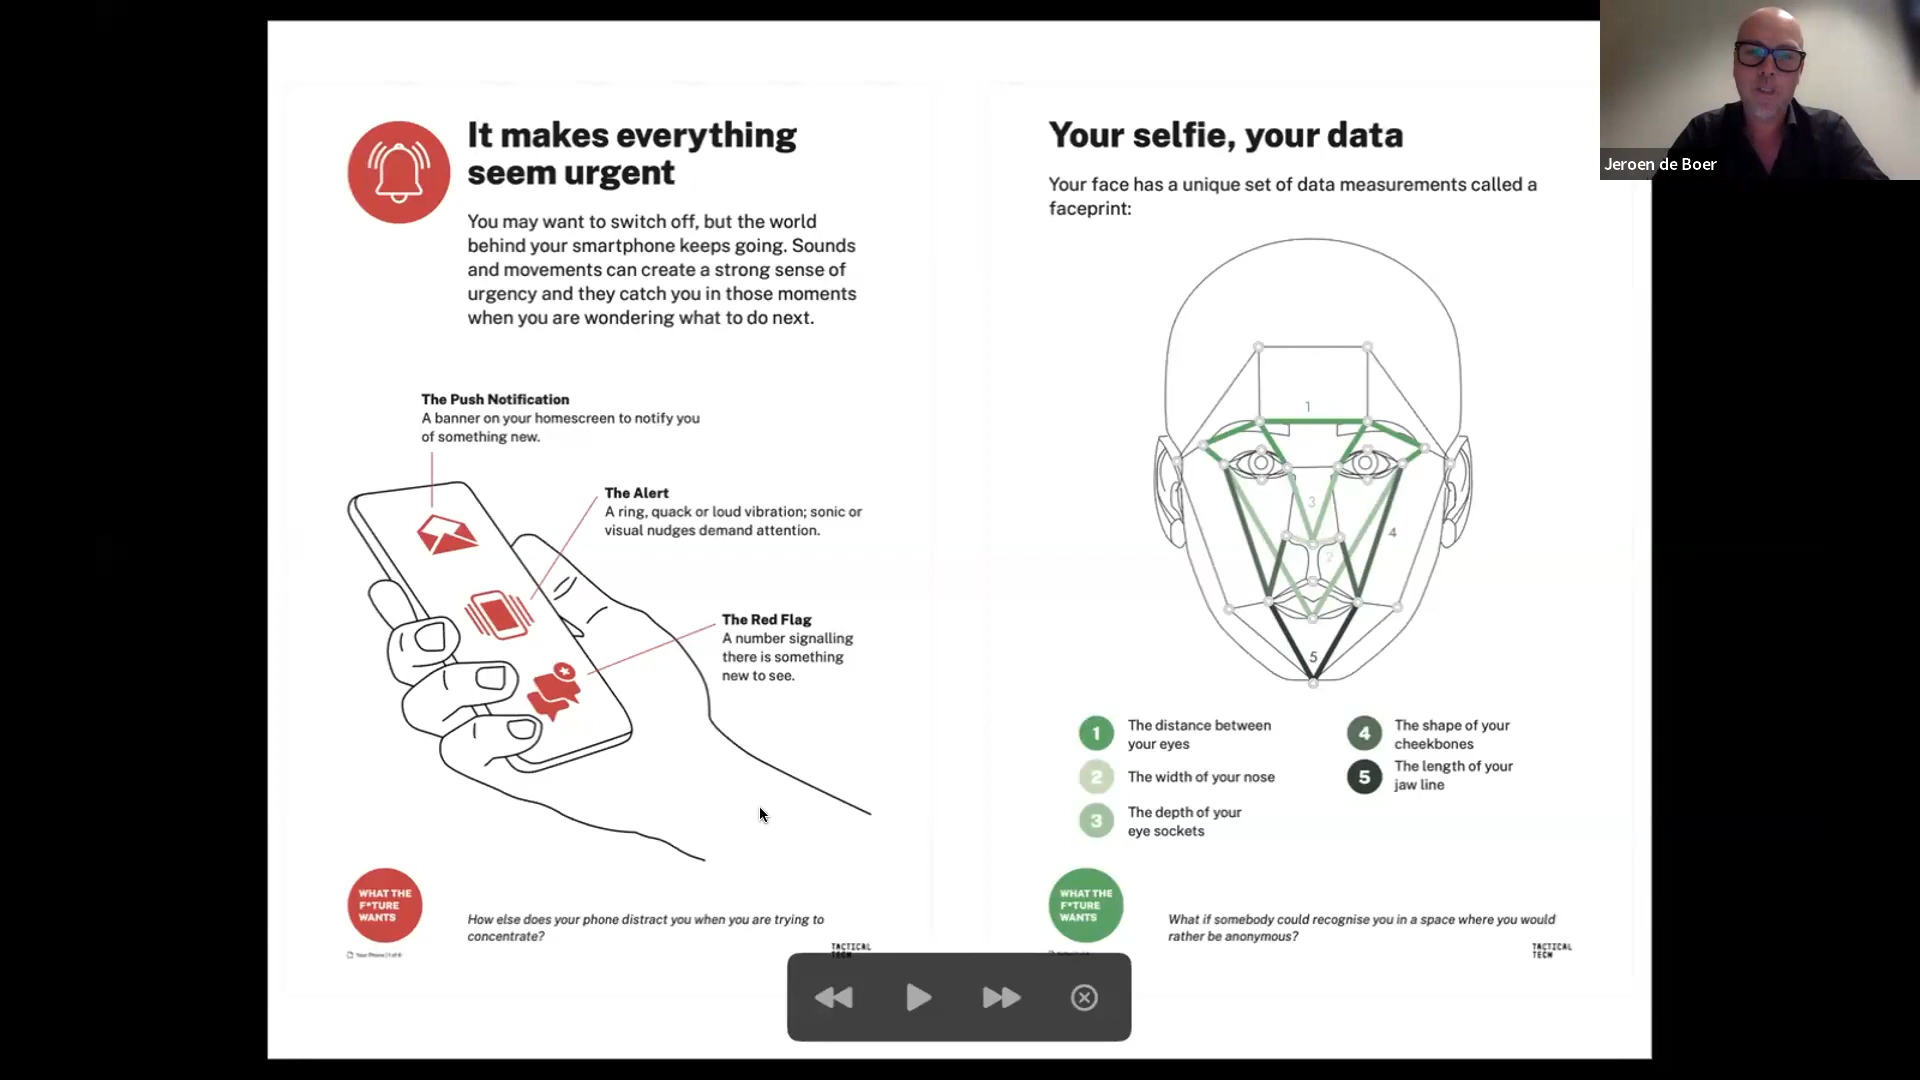 It makes everything
seem urgent
You may want to switch off, but the world
behind your smartphone keeps going. Sounds
and movements can create a strong sense of
urgency and they catch you in those moments
when you are wondering what to do next.
The Push Notification
A banner on your homescreen to notify you
of something new.
The Alert
A ring, quack or loud vibration; sonic or
visual nudges demand attention.
The Red Flag
A number signalling
there is something
new to see.
WHAT THE
F*TURE
WANTS
How else does your phone distract you when you are trying to
concentrate?
TACTICAL
TECH
Your selfie, your data
Your face has a unique set of data measurements called a
faceprint:
1
3
2
4
5
1 The distance between
your eyes
2 The width of your nose
3 The depth of your
eye sockets
4 The shape of your
cheekbones
5 The length of your
jaw line
WHAT THE
F*TURE
WANTS
What if somebody could recognise you in a space where you would
rather be anonymous?
TACTICAL
TECH
Jeroen de Boer